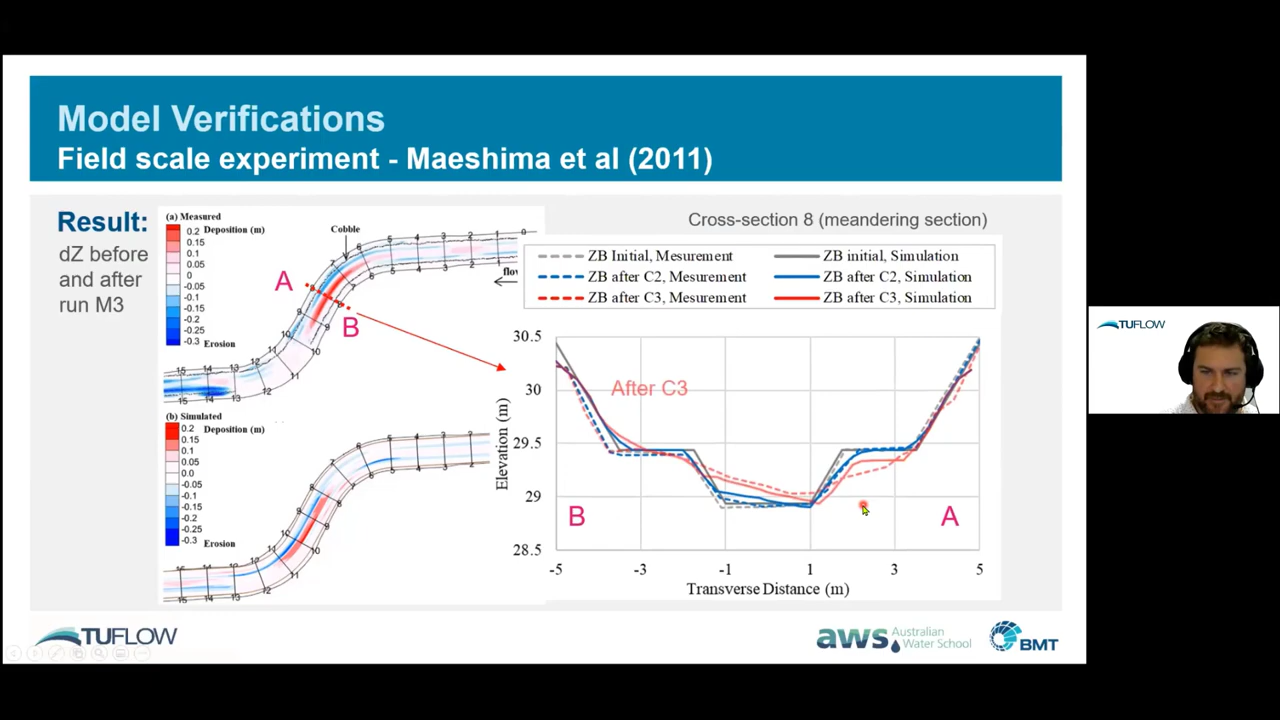 Model Verifications
Field scale experiment - Maeshima et al (2011)
Result:
dZ before
and after
run M3
(a) Measured
Deposition (m)
0.2
0.15
0.1
0.05
0
-0.05
-0.1
-0.15
-0.2
-0.25
-0.3
Erosion
Cobble
flow
A
B
(b) Simulated
Deposition (m)
0.2
0.15
0.1
0.05
0.0
-0.05
-0.1
-0.15
-0.2
-0.25
-0.3
Erosion
Cross-section 8 (meandering section)
ZB Initial, Mesurement
ZB initial, Simulation
ZB after C2, Mesurement
ZB after C2, Simulation
ZB after C3, Mesurement
ZB after C3, Simulation
After C3
Elevation (m)
30.5
30
29.5
29
28.5
B
A
-5
-3
-1
1
3
5
Transverse Distance (m)
TUFLOW
aws Australian
Water School
BMT
TUFLOW